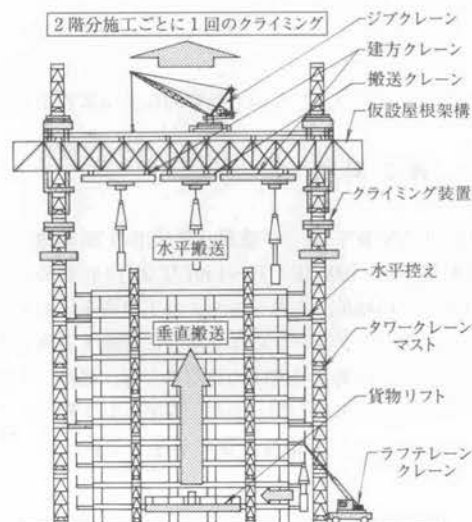 2階分施工ごとに1回のクライミング
ジブクレーン
建方クレーン
搬送クレーン
仮設屋根架構
クライミング装置
水平搬送
水平控え
垂直搬送
タワークレーン
マスト
貨物リフト
ラフテレーン
クレーン